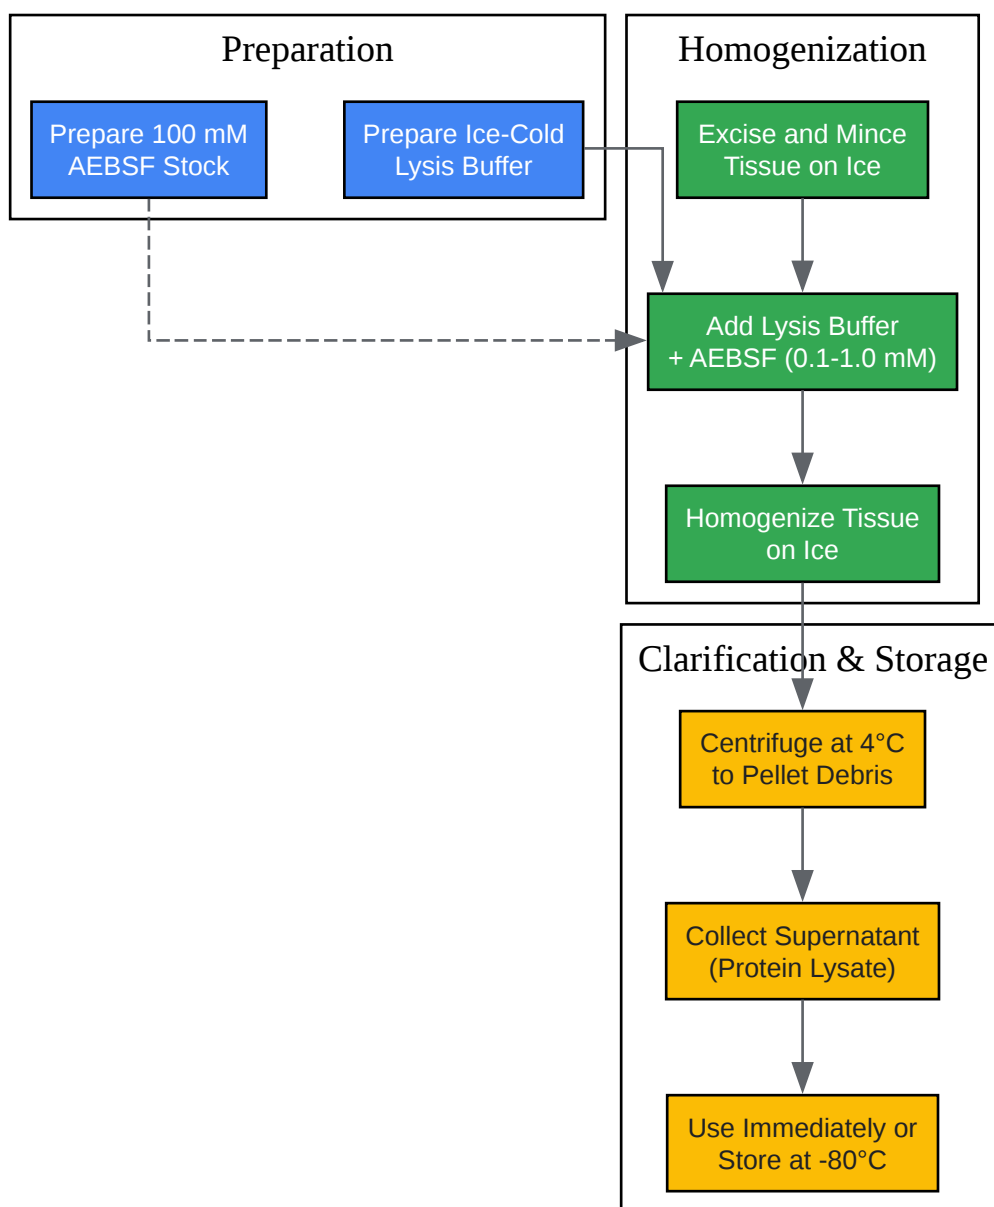 Preparation
Prepare 100 mM
AEBSF Stock
Prepare Ice-Cold
Lysis Buffer
Homogenization
Excise and Mince
Tissue on Ice
Add Lysis Buffer
+ AEBSF (0.1-1.0 mM)
Homogenize Tissue
on Ice
Clarification & Storage
Centrifuge at 4°C
to Pellet Debris
Collect Supernatant
(Protein Lysate)
Use Immediately or
Store at -80°C